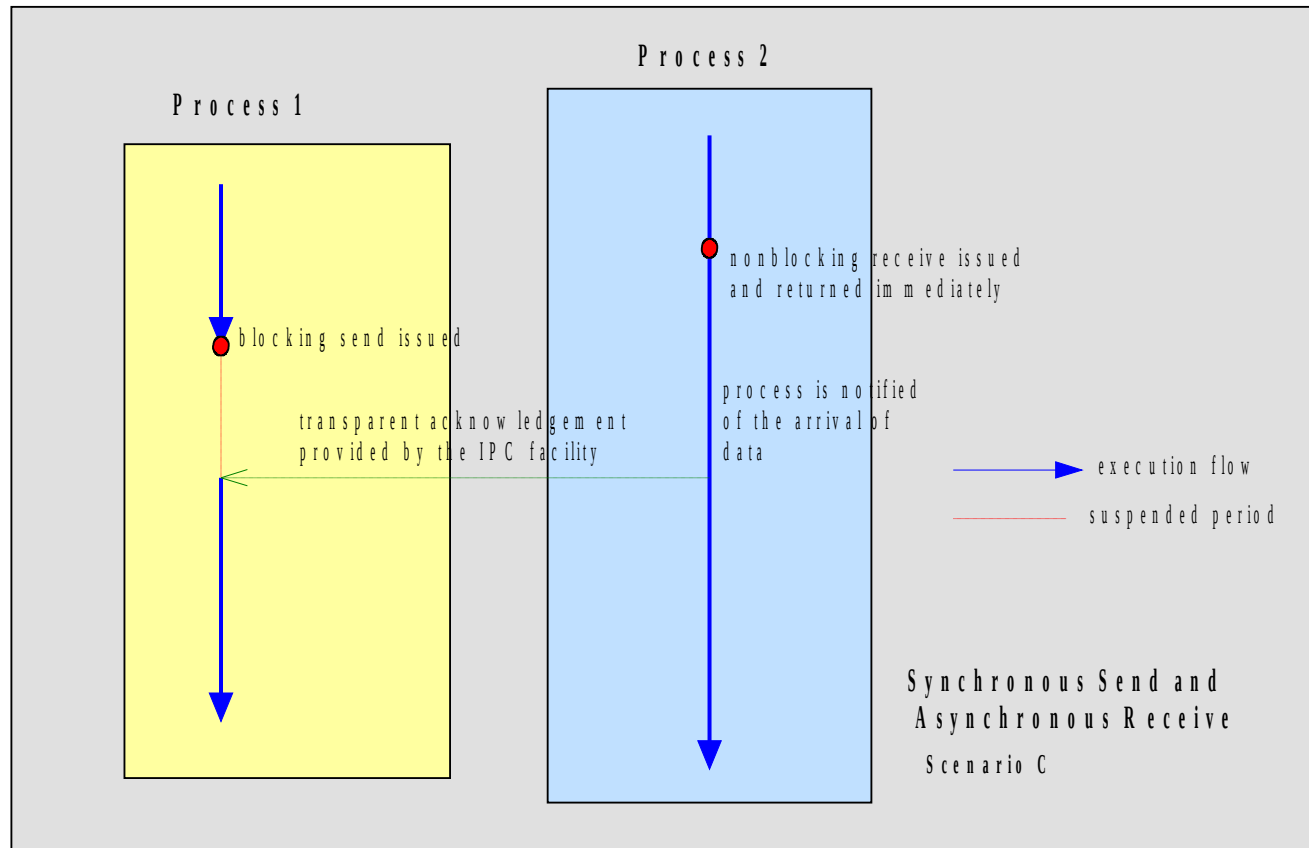 Process 2
Process 1
nonblocking receive issued
and returned immediately
blocking send issued
process is notified
of the arrival of
data
transparent acknowledgement
provided by the IPC facility
execution flow
suspended period
Synchronous Send and
Asynchronous Receive
Scenario C